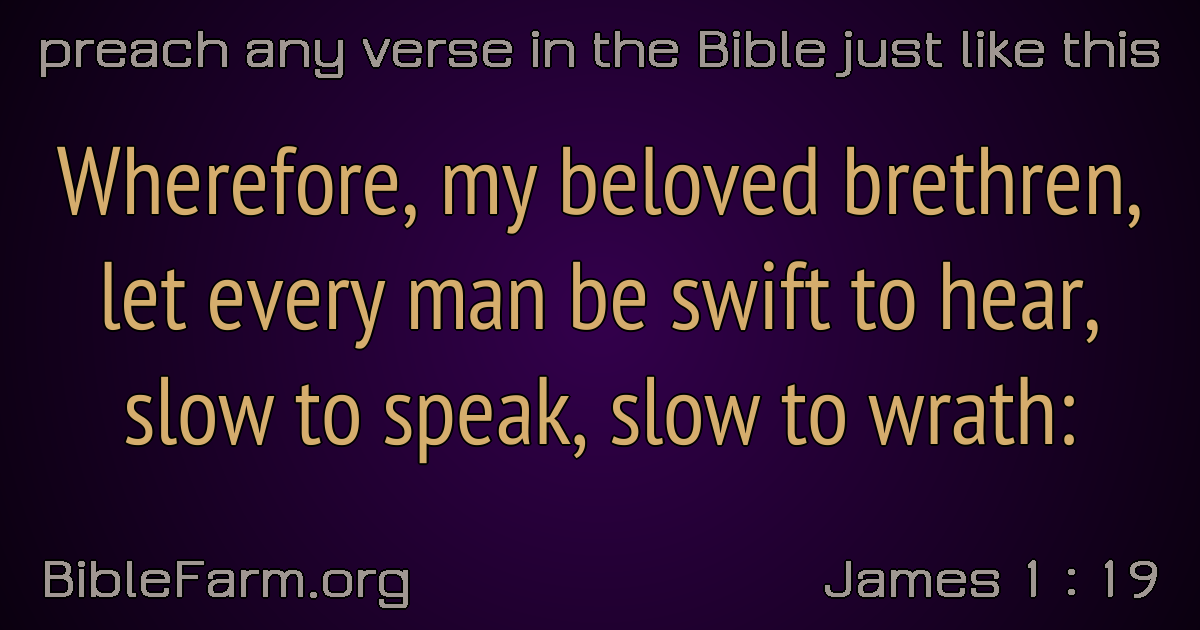 preach any verse in the Bible just like this
Wherefore, my beloved brethren,
let every man be swift to hear,
slow to speak, slow to wrath:
BibleFarm.org
James 1 : 19